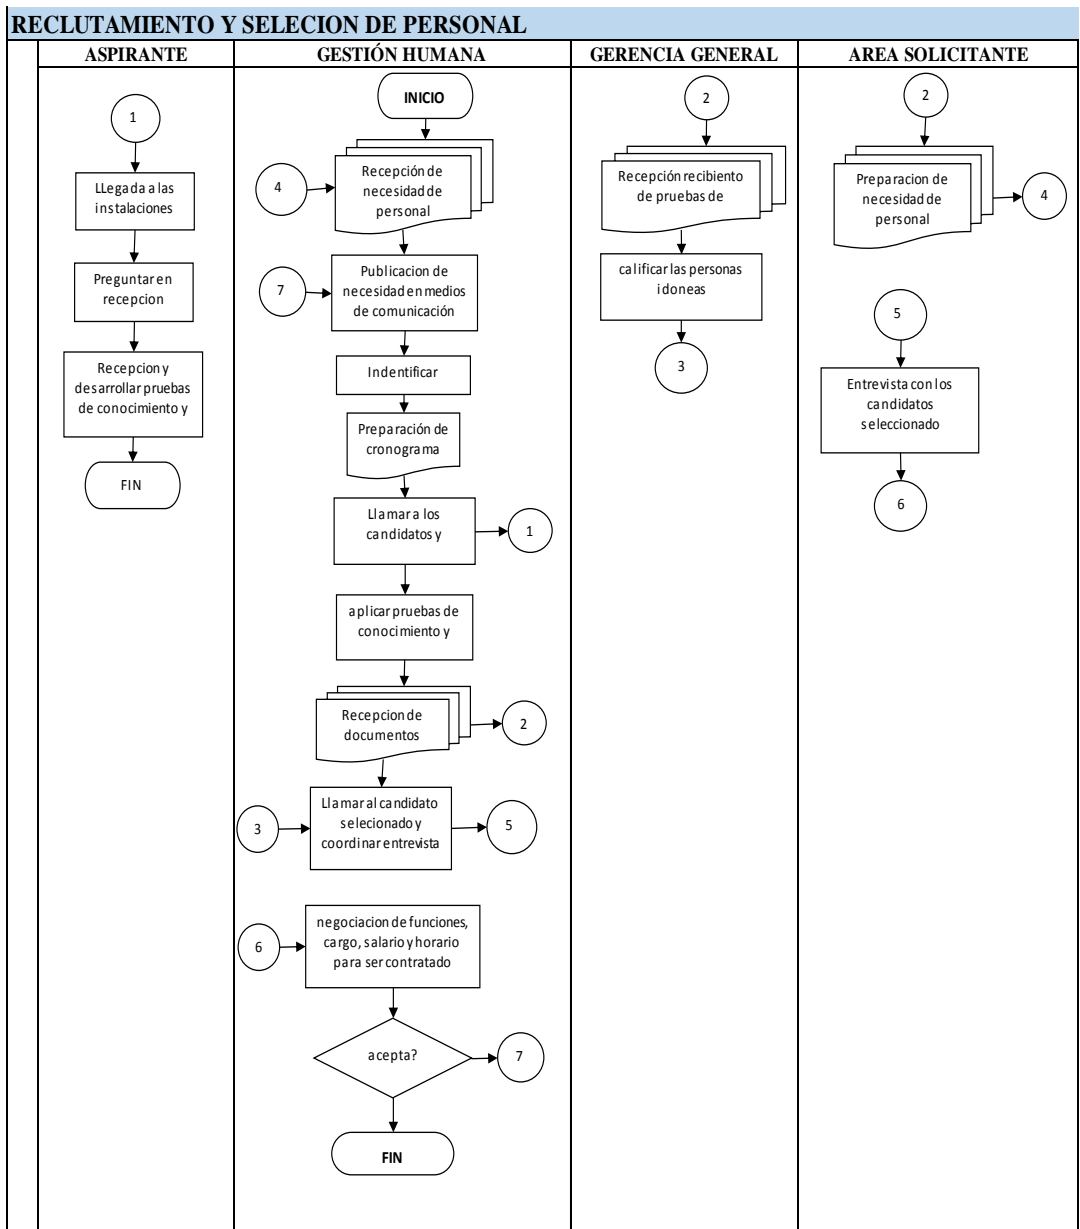 RECLUTAMIENTO Y SELECION DE PERSONAL
ASPIRANTE
GESTIÓN HUMANA
GERENCIA GENERAL
AREA SOLICITANTE
1
LLegada a las
instalaciones
Preguntar en
recepcion
Recepcion y
desarrollar pruebas
de conocimiento y
FIN
INICIO
4
Recepción de
necesidad de
personal
7
Publicacion de
necesidad en medios
de comunicación
Indentificar
Preparación de
cronograma
Llamar a los
candidatos y
1
aplicar pruebas de
conocimiento y
Recepcion de
documentos
2
3
Llamar al candidato
selecionado y
coordinar entrevista
5
6
negociacion de funciones,
cargo, salario y horario
para ser contratado
acepta?
7
FIN
2
Recepción recibiento
de pruebas de
calificar las personas
idoneas
3
2
Preparacion de
necesidad de
personal
4
5
Entrevista con los
candidatos
seleccionado
6